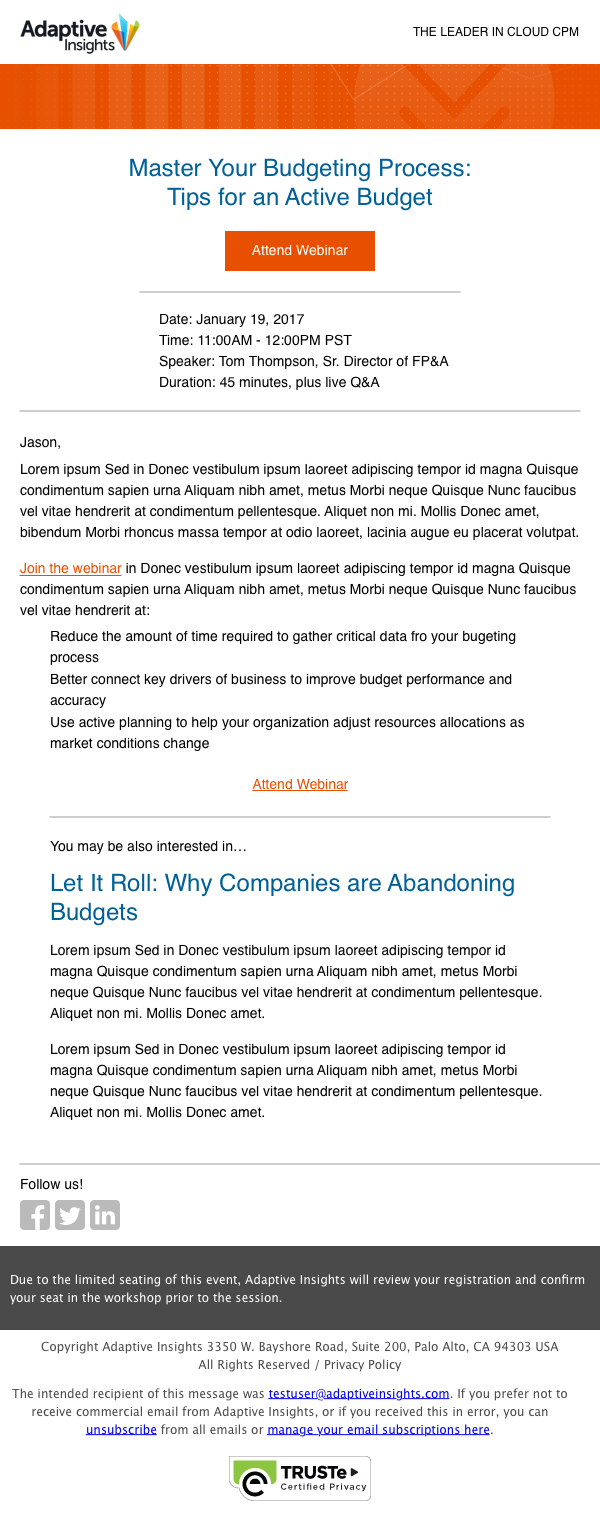 Adaptive
Insights
THE LEADER IN CLOUD CPM
Master Your Budgeting Process:
Tips for an Active Budget
Attend Webinar
Date: January 19, 2017
Time: 11:00AM - 12:00PM PST
Speaker: Tom Thompson, Sr. Director of FP&A
Duration: 45 minutes, plus live Q&A
Jason,
Lorem ipsum Sed in Donec vestibulum ipsum laoreet adipiscing tempor id magna Quisque
condimentum sapien urna Aliquam nibh amet, metus Morbi neque Quisque Nunc faucibus
vel vitae hendrerit at condimentum pellentesque. Aliquet non mi. Mollis Donec amet,
bibendum Morbi rhoncus massa tempor at odio laoreet, lacinia augue eu placerat volutpat.
Join the webinar in Donec vestibulum ipsum laoreet adipiscing tempor id magna Quisque
condimentum sapien urna Aliquam nibh amet, metus Morbi neque Quisque Nunc faucibus
vel vitae hendrerit at:
Reduce the amount of time required to gather critical data fro your bugeting
process
Better connect key drivers of business to improve budget performance and
accuracy
Use active planning to help your organization adjust resources allocations as
market conditions change
Attend Webinar
You may be also interested in…
Let It Roll: Why Companies are Abandoning
Budgets
Lorem ipsum Sed in Donec vestibulum ipsum laoreet adipiscing tempor id
magna Quisque condimentum sapien urna Aliquam nibh amet, metus Morbi
neque Quisque Nunc faucibus vel vitae hendrerit at condimentum pellentesque.
Aliquet non mi. Mollis Donec amet.
Lorem ipsum Sed in Donec vestibulum ipsum laoreet adipiscing tempor id
magna Quisque condimentum sapien urna Aliquam nibh amet, metus Morbi
neque Quisque Nunc faucibus vel vitae hendrerit at condimentum pellentesque.
Aliquet non mi. Mollis Donec amet.
Follow us!
Due to the limited seating of this event, Adaptive Insights will review your registration and confirm
your seat in the workshop prior to the session.
Copyright Adaptive Insights 3350 W. Bayshore Road, Suite 200, Palo Alto, CA 94303 USA
All Rights Reserved / Privacy Policy
The intended recipient of this message was testuser@adaptiveinsights.com. If you prefer not to
receive commercial email from Adaptive Insights, or if you received this in error, you can
unsubscribe from all emails or manage your email subscriptions here.
TRUSTe
Certified Privacy